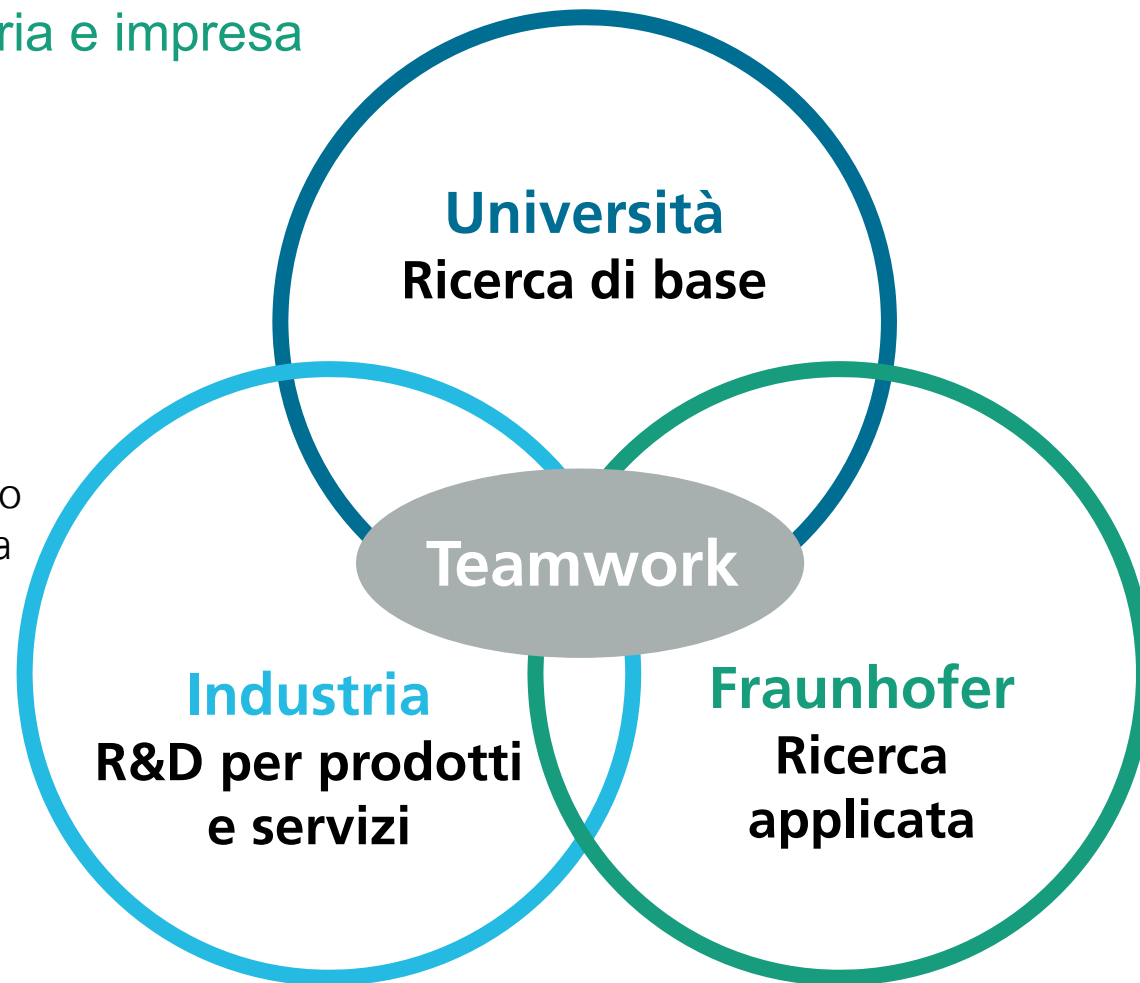 ria e impresa
Università
Ricerca di base
o
a
Teamwork
Industria
R&D per prodotti
e servizi
Fraunhofer
Ricerca
applicata